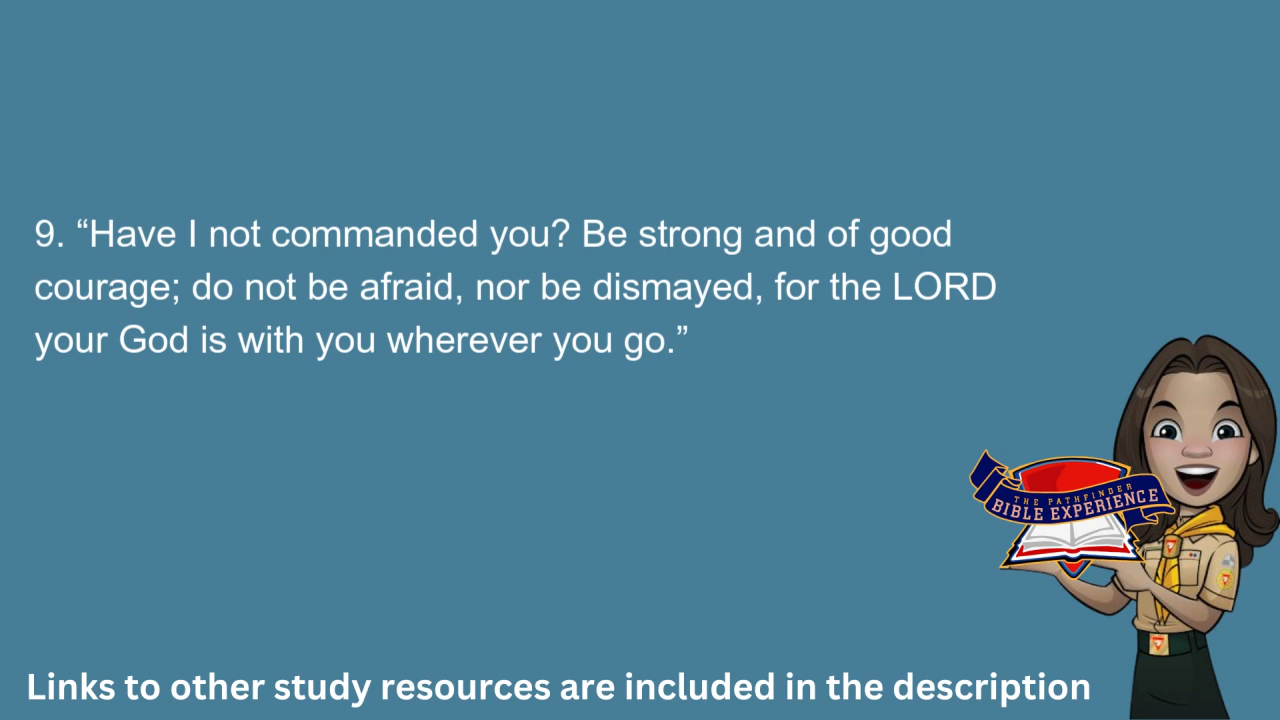 9. “Have I not commanded you? Be strong and of good
courage; do not be afraid, nor be dismayed, for the LORD
your God is with you wherever you go.”
THE PATHFINDER
BIBLE EXPERIENCE
Links to other study resources are included in the description